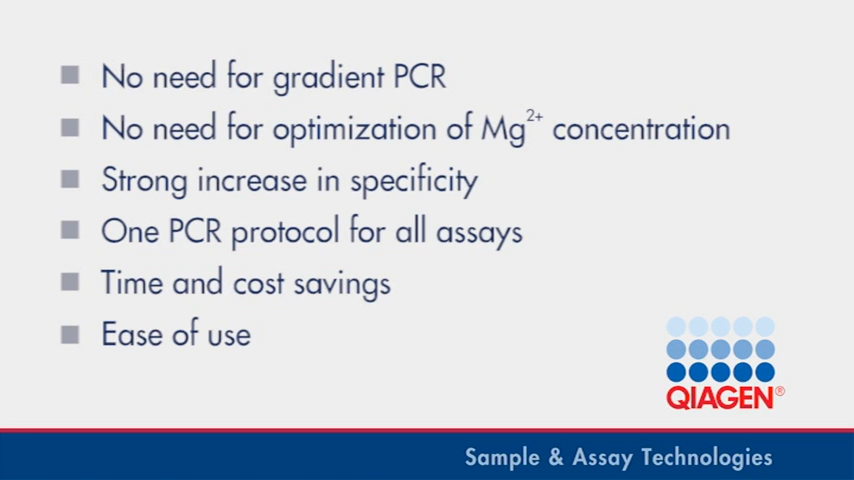 No need for gradient PCR
No need for optimization of Mg²⁺ concentration
Strong increase in specificity
One PCR protocol for all assays
Time and cost savings
Ease of use
QIAGEN®
Sample & Assay Technologies